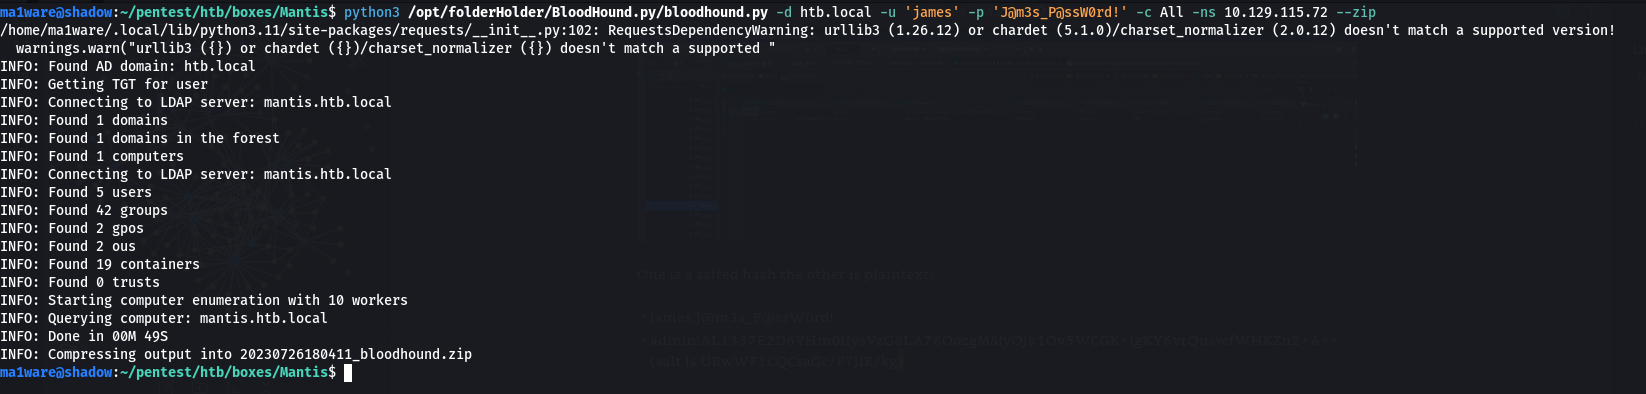 ma1ware@shadow:~/pentest/htb/boxes/Mantis$ python3 /opt/folderHolder/BloodHound.py/bloodhound.py -d htb.local -u 'james' -p 'J@m3s_P@ssW0rd!' -c All -ns 10.129.115.72 --zip
/home/ma1ware/.local/lib/python3.11/site-packages/requests/__init__.py:102: RequestsDependencyWarning: urllib3 (1.26.12) or chardet (5.1.0)/charset_normalizer (2.0.12) doesn't match a supported version!
  warnings.warn("urllib3 ({}) or chardet ({})/charset_normalizer ({}) doesn't match a supported "
INFO: Found AD domain: htb.local
INFO: Getting TGT for user
INFO: Connecting to LDAP server: mantis.htb.local
INFO: Found 1 domains
INFO: Found 1 domains in the forest
INFO: Found 1 computers
INFO: Connecting to LDAP server: mantis.htb.local
INFO: Found 5 users
INFO: Found 42 groups
INFO: Found 2 gpos
INFO: Found 2 ous
INFO: Found 19 containers
INFO: Found 0 trusts
INFO: Starting computer enumeration with 10 workers
INFO: Querying computer: mantis.htb.local
INFO: Done in 00M 49S
INFO: Compressing output into 20230726180411_bloodhound.zip
ma1ware@shadow:~/pentest/htb/boxes/Mantis$
One is a salted hash the other is plaintext: